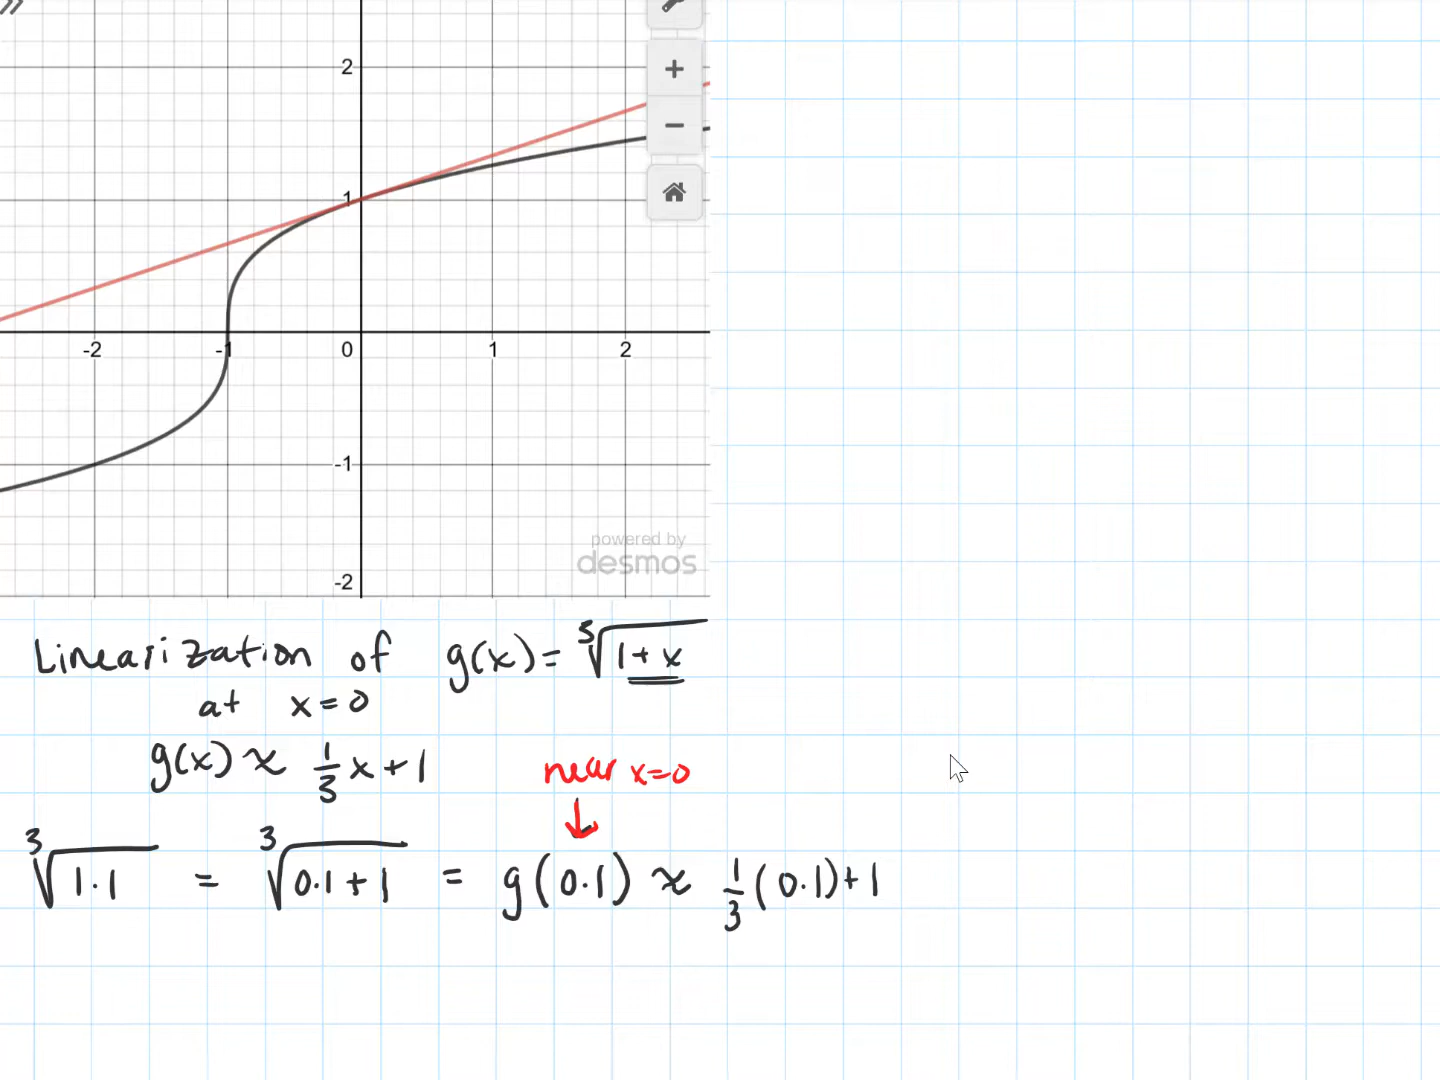 2
1
-2 -1 0 1 2
-1
powered by
desmos
-2
Linearization of g(x) = ∛(1 + x)
at x = 0
g(x) ≈ 1/3 x + 1
near x=0
∛1.1 = ∛(0.1 + 1) = g(0.1) ≈ 1/3 (0.1) + 1